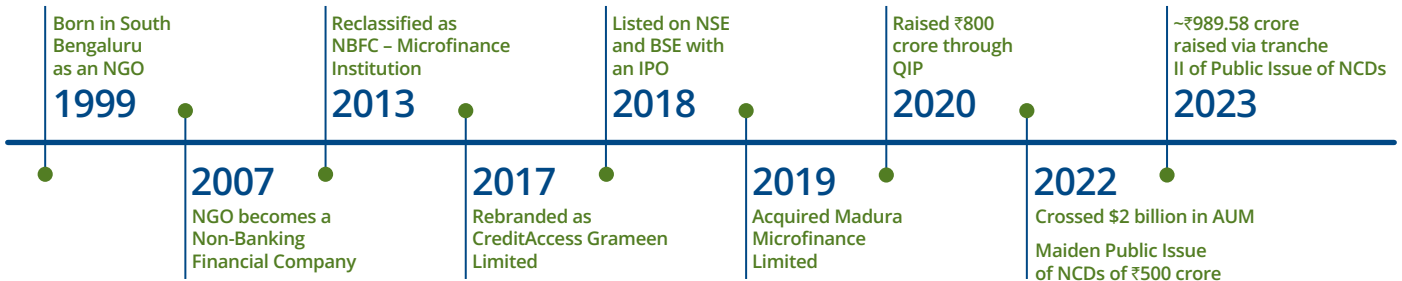 Born in South
Bengaluru
as an NGO
1999
2007
NGO becomes a
Non-Banking
Financial Company
Reclassified as
NBFC – Microfinance
Institution
2013
2017
Rebranded as
CreditAccess Grameen
Limited
Listed on NSE
and BSE with
an IPO
2018
2019
Acquired Madura
Microfinance
Limited
Raised ₹800
crore through
QIP
2020
2022
Crossed $2 billion in AUM
Maiden Public Issue
of NCDs of ₹500 crore
~₹989.58 crore
raised via tranche
II of Public Issue of NCDs
2023